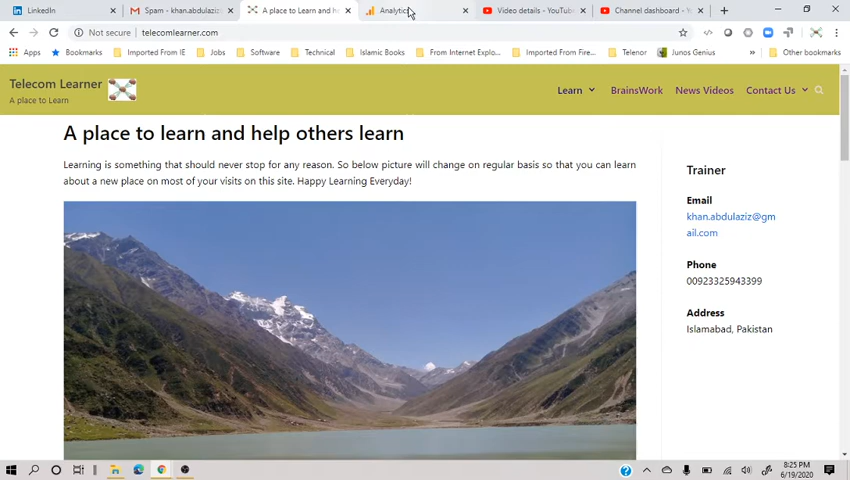 LinkedIn
Spam - khan.abdulaziz
A place to Learn and he
Analytics
Video details - YouTube
Channel dashboard - Yo
Not secure | telecomlearner.com
Apps
Bookmarks
Imported From IE
Jobs
Software
Technical
Islamic Books
From Internet Explo...
Imported From Fire...
Telenor
Junos Genius
Other bookmarks
Telecom Learner
A place to Learn
Learn
BrainsWork
News Videos
Contact Us
A place to learn and help others learn
Learning is something that should never stop for any reason. So below picture will change on regular basis so that you can learn
about a new place on most of your visits on this site. Happy Learning Everyday!
Trainer
Email
khan.abdulaziz@gm
ail.com
Phone
00923325943399
Address
Islamabad, Pakistan
8:25 PM
6/19/2020